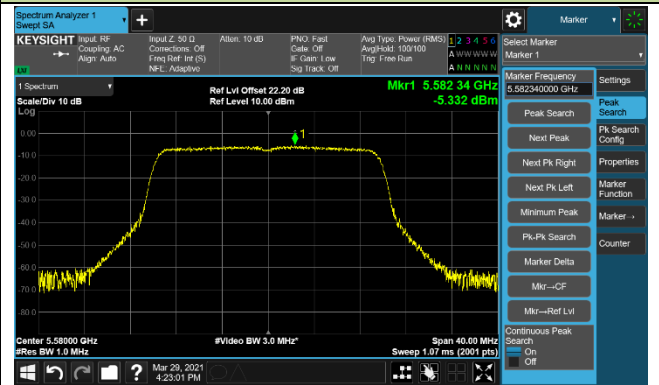 Spectrum Analyzer 1
Swept SA
+
Marker
KEYSIGHT
Input: RF
Coupling: AC
Align: Auto
Input Z: 50 Ω
Corrections: Off
Freq Ref: Int (S)
NFE: Adaptive
Atten: 10 dB
PNO: Fast
Gate: Off
IF Gain: Low
Sig Track: Off
Avg Type: Power (RMS)
Avg|Hold: 100/100
Trig: Free Run
1 2 3 4 5 6
A W W W W W
A N N N N N
LXI
Select Marker
Marker 1
1 Spectrum
Scale/Div 10 dB
Log
Ref Lvl Offset 22.20 dB
Ref Level 10.00 dBm
Mkr1 5.582 34 GHz
-5.332 dBm
0.00
-10.0
-20.0
-30.0
-40.0
-50.0
-60.0
-70.0
-80.0
1
Center 5.58000 GHz
#Res BW 1.0 MHz
#Video BW 3.0 MHz*
Span 40.00 MHz
Sweep 1.07 ms (2001 pts)
Marker Frequency
5.582340000 GHz
Peak Search
Next Peak
Next Pk Right
Next Pk Left
Minimum Peak
Pk-Pk Search
Marker Delta
Mkr→CF
Mkr→Ref Lvl
Continuous Peak
Search
On
Off
Settings
Peak
Search
Pk Search
Config
Properties
Marker
Function
Marker→
Counter
?
Mar 29, 2021
4:23:01 PM